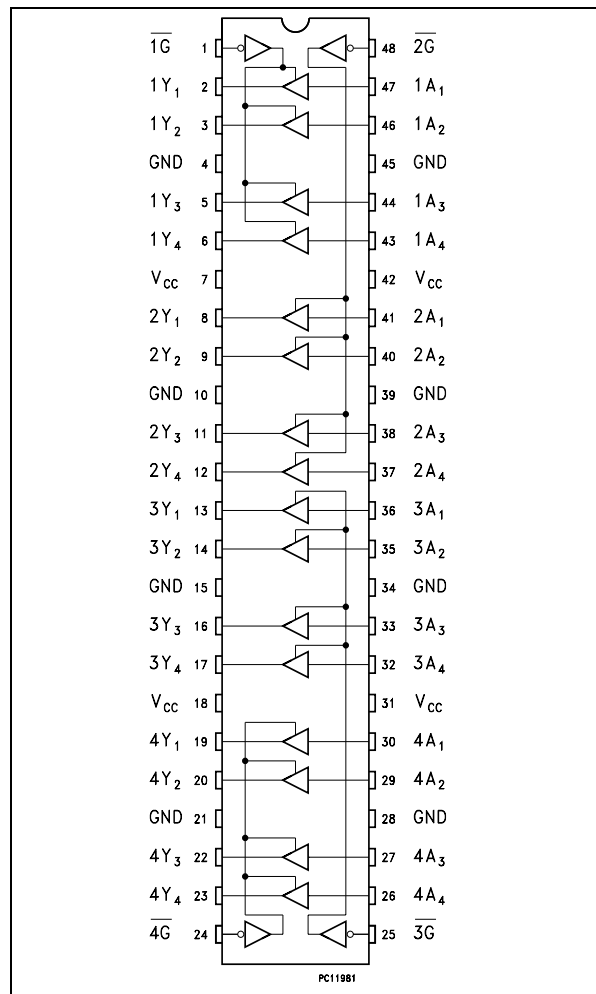 1G̅ 1 48 2G̅
1Y₁ 2 47 1A₁
1Y₂ 3 46 1A₂
GND 4 45 GND
1Y₃ 5 44 1A₃
1Y₄ 6 43 1A₄
V_CC 7 42 V_CC
2Y₁ 8 41 2A₁
2Y₂ 9 40 2A₂
GND 10 39 GND
2Y₃ 11 38 2A₃
2Y₄ 12 37 2A₄
3Y₁ 13 36 3A₁
3Y₂ 14 35 3A₂
GND 15 34 GND
3Y₃ 16 33 3A₃
3Y₄ 17 32 3A₄
V_CC 18 31 V_CC
4Y₁ 19 30 4A₁
4Y₂ 20 29 4A₂
GND 21 28 GND
4Y₃ 22 27 4A₃
4Y₄ 23 26 4A₄
4G̅ 24 25 3G̅
PC11981